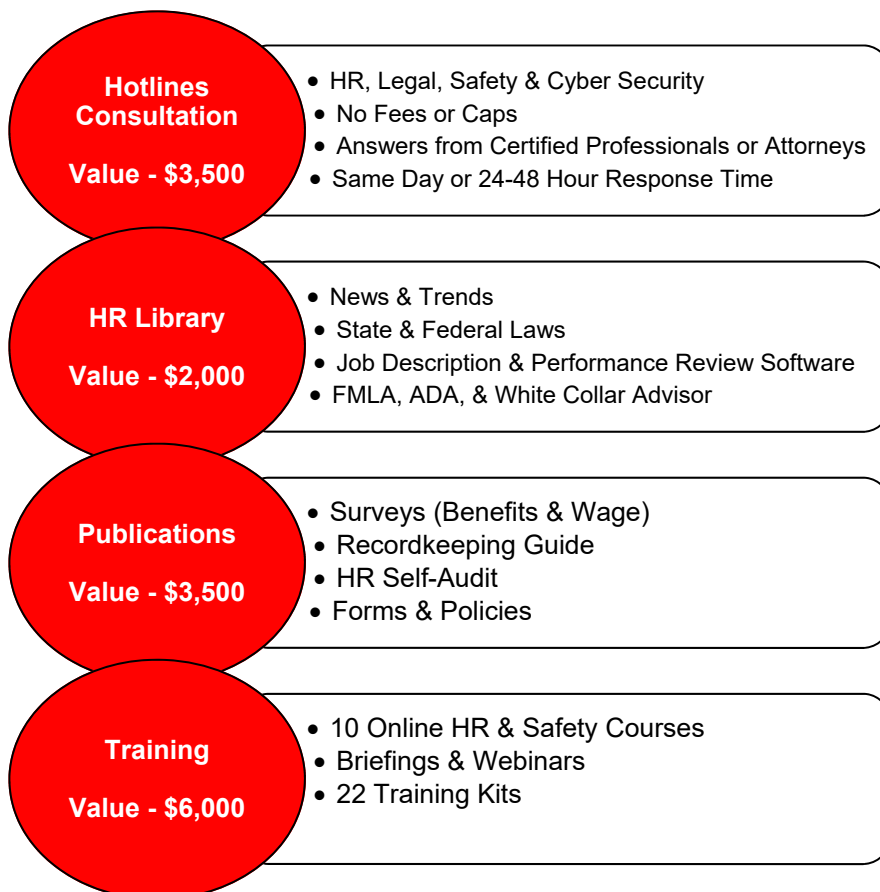 Hotlines
Consultation
Value - $3,500
• HR, Legal, Safety & Cyber Security
• No Fees or Caps
• Answers from Certified Professionals or Attorneys
• Same Day or 24-48 Hour Response Time
HR Library
Value - $2,000
• News & Trends
• State & Federal Laws
• Job Description & Performance Review Software
• FMLA, ADA, & White Collar Advisor
Publications
Value - $3,500
• Surveys (Benefits & Wage)
• Recordkeeping Guide
• HR Self-Audit
• Forms & Policies
Training
Value - $6,000
• 10 Online HR & Safety Courses
• Briefings & Webinars
• 22 Training Kits